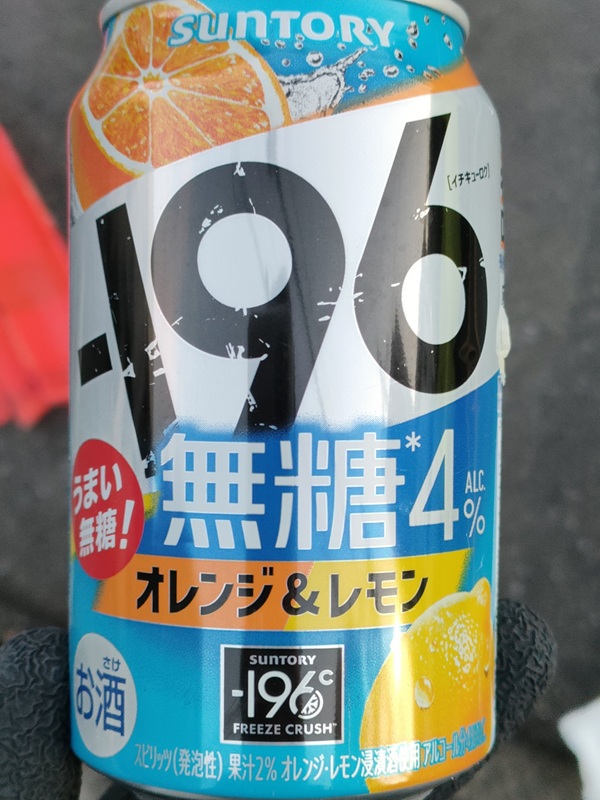 SUNTORY
-196
[イチキューロク]
無糖*4
ALC.
%
うまい
無糖!
オレンジ&レモン
さけ
お酒
SUNTORY
-196℃
FREEZE CRUSH™
スピリッツ(発泡性) 果汁2% オレンジ・レモン浸漬酒使用